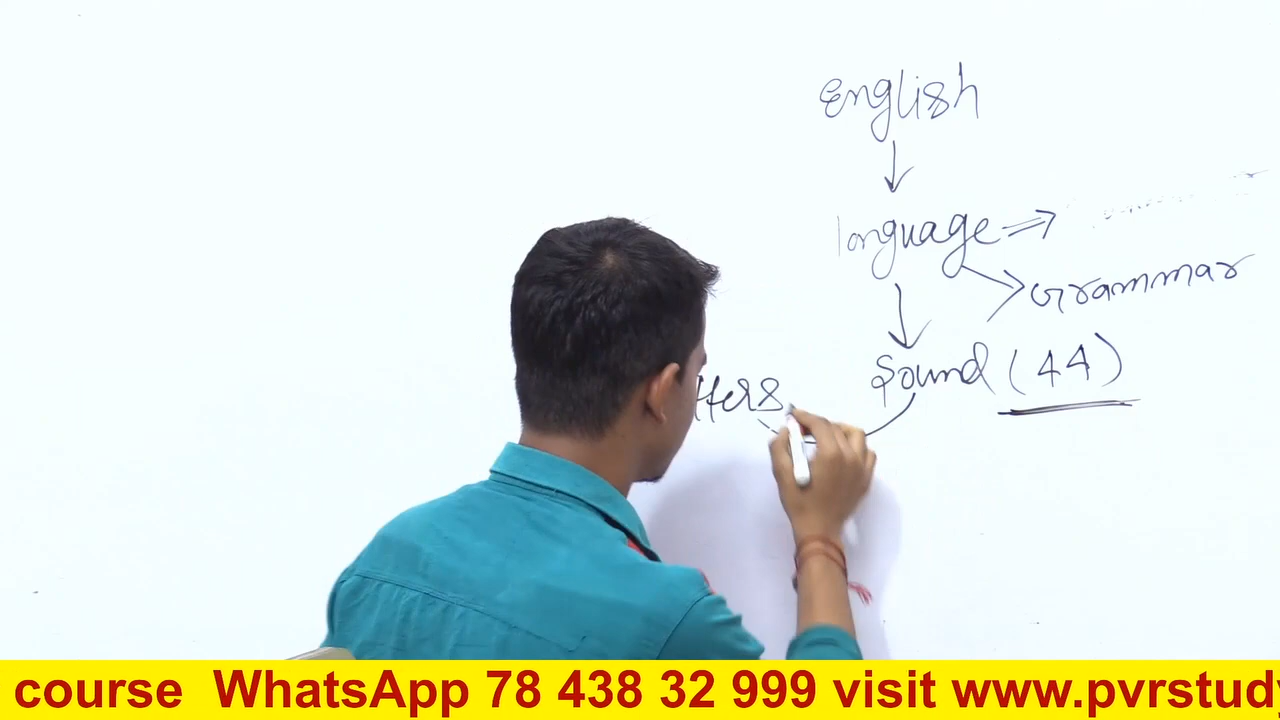 English
language
Grammar
Sound (44)
tters
course WhatsApp 78 438 32 999 visit www.pvrstudy